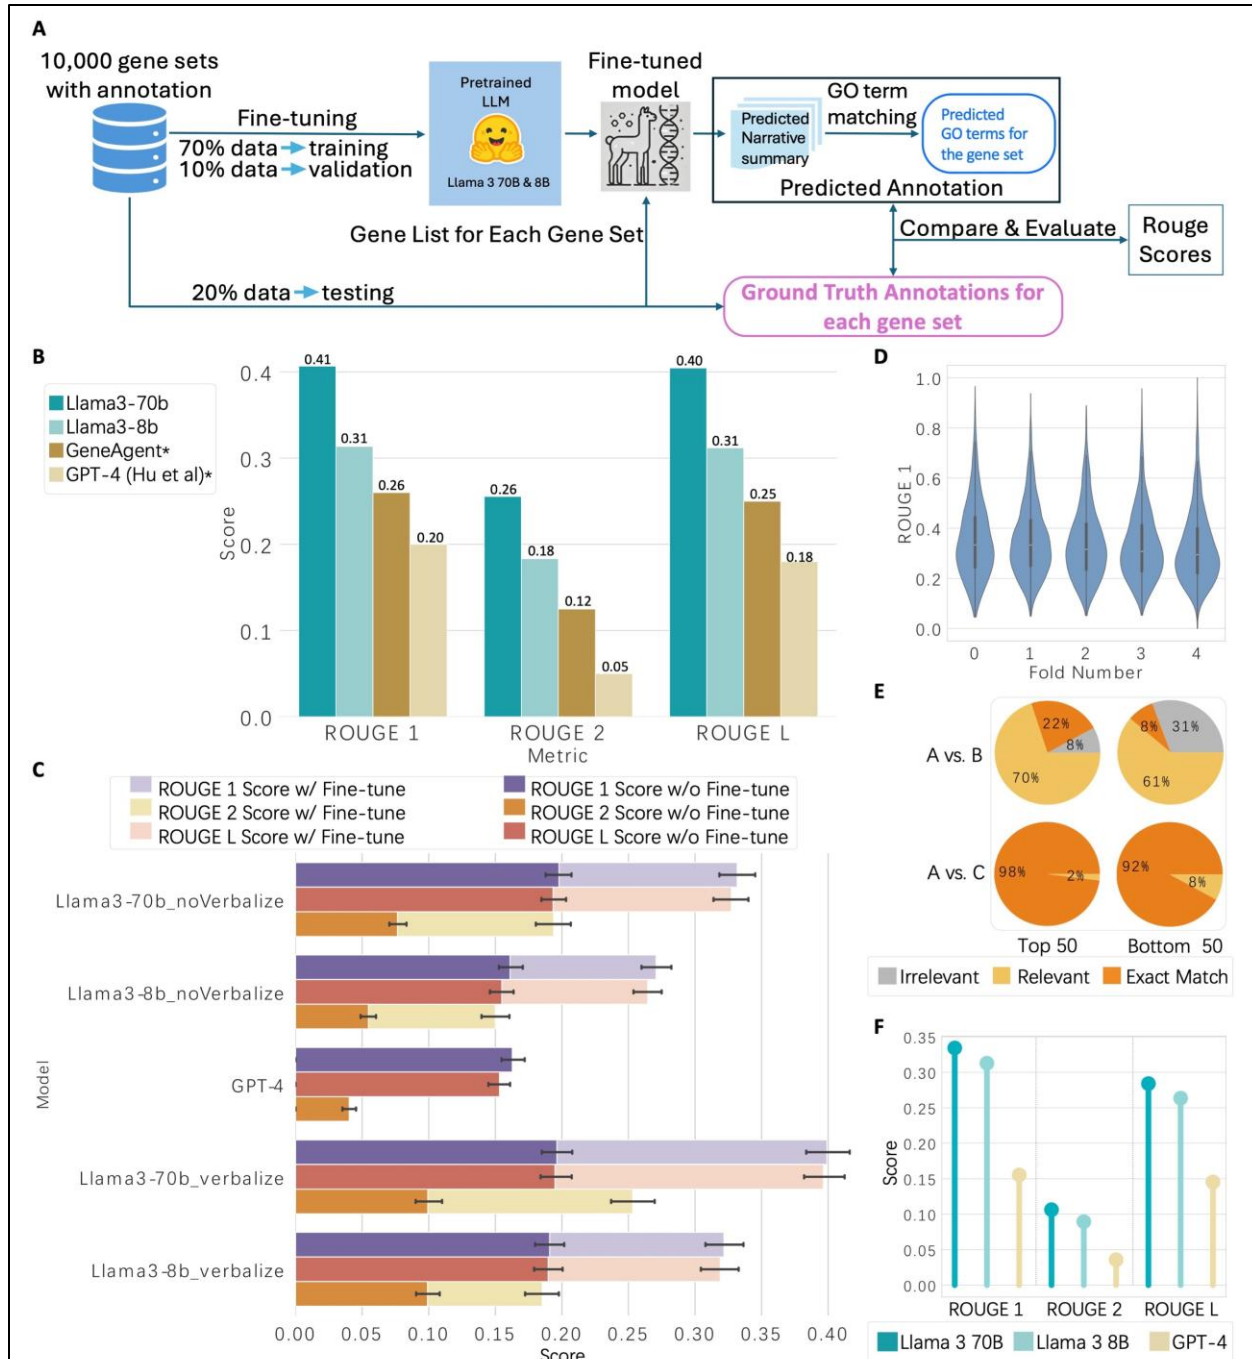 A
10,000 gene sets
with annotation
Fine-tuning
70% data training
10% data validation
Pretrained
LLM
Llama 3 70B & 8B
Fine-tuned
model
Predicted
Narrative
summary
GO term
matching
Predicted
GO terms for
the gene set
Predicted Annotation
Gene List for Each Gene Set
Compare & Evaluate
Rouge
Scores
20% data testing
Ground Truth Annotations for
each gene set
B
Llama3-70b
Llama3-8b
GeneAgent*
GPT-4 (Hu et al)*
Score
0.4
0.3
0.2
0.1
0.0
0.41
0.31
0.26
0.20
0.26
0.18
0.12
0.05
0.40
0.31
0.25
0.18
ROUGE 1
ROUGE 2
ROUGE L
Metric
D
ROUGE 1
1.0
0.8
0.6
0.4
0.2
0.0
0
1
2
3
4
Fold Number
E
A vs. B
22%
8%
70%
8%
31%
61%
A vs. C
98%
2%
92%
8%
Top 50
Bottom 50
Irrelevant
Relevant
Exact Match
C
ROUGE 1 Score w/ Fine-tune
ROUGE 2 Score w/ Fine-tune
ROUGE L Score w/ Fine-tune
ROUGE 1 Score w/o Fine-tune
ROUGE 2 Score w/o Fine-tune
ROUGE L Score w/o Fine-tune
Model
Llama3-70b_noVerbalize
Llama3-8b_noVerbalize
GPT-4
Llama3-70b_verbalize
Llama3-8b_verbalize
0.00
0.05
0.10
0.15
0.20
0.25
0.30
0.35
0.40
Score
F
Score
0.35
0.30
0.25
0.20
0.15
0.10
0.05
0.00
ROUGE 1
ROUGE 2
ROUGE L
Llama 3 70B
Llama 3 8B
GPT-4